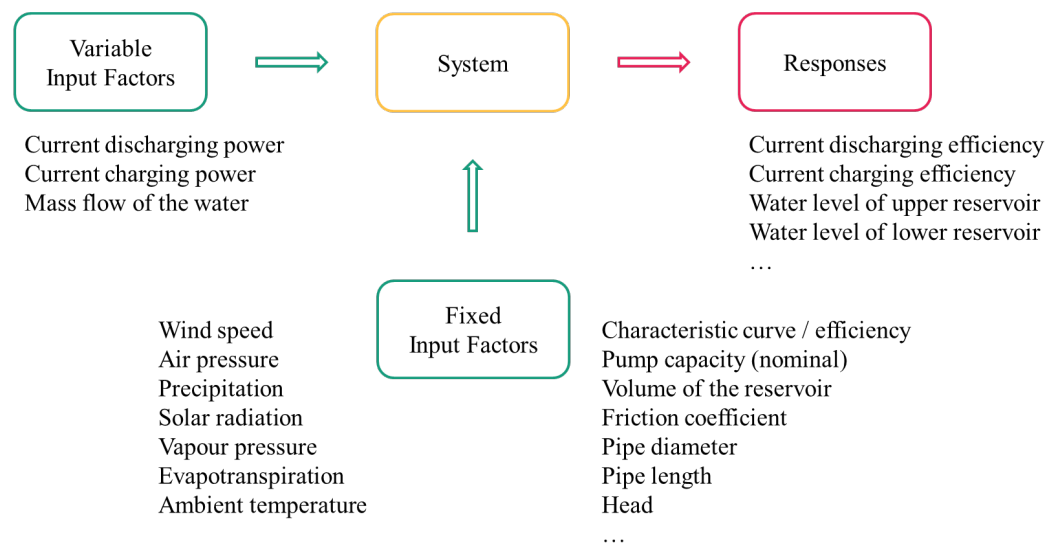 Variable
Input Factors
System
Responses
Current discharging power
Current charging power
Mass flow of the water
Current discharging efficiency
Current charging efficiency
Water level of upper reservoir
Water level of lower reservoir
…
Fixed
Input Factors
Wind speed
Air pressure
Precipitation
Solar radiation
Vapour pressure
Evapotranspiration
Ambient temperature
Characteristic curve / efficiency
Pump capacity (nominal)
Volume of the reservoir
Friction coefficient
Pipe diameter
Pipe length
Head
…